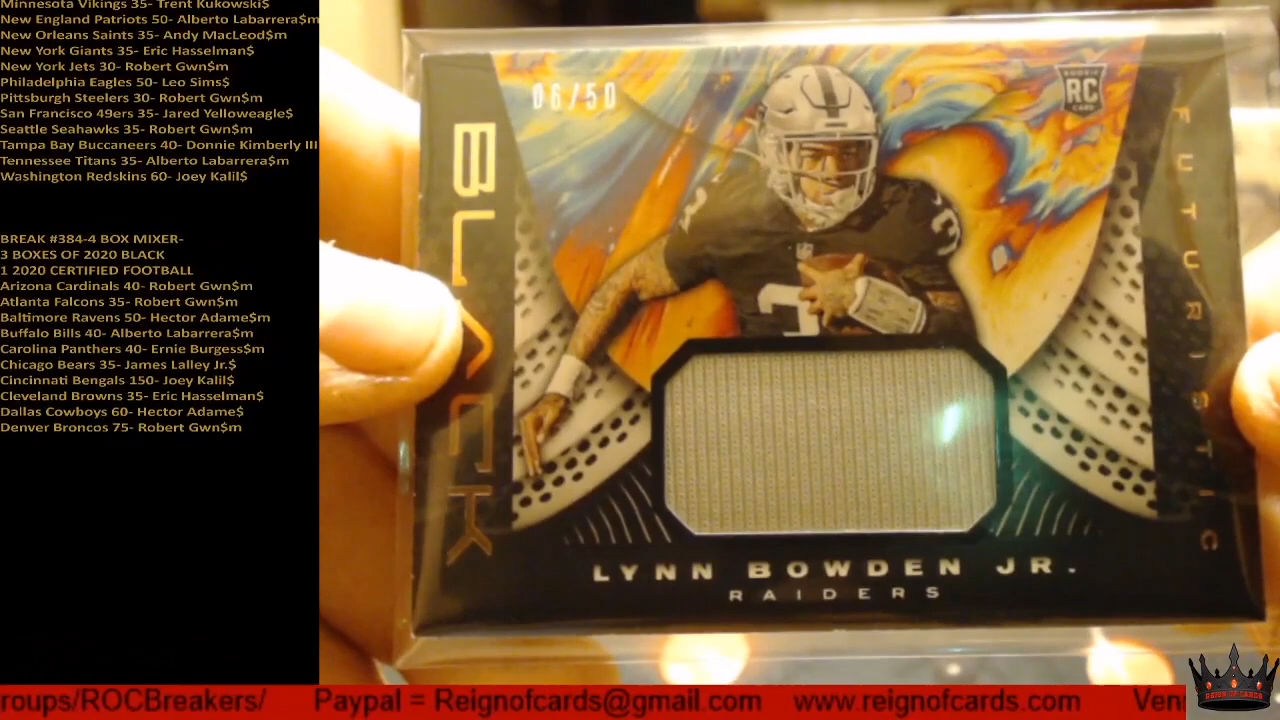 Minnesota Vikings 35- Trent Kukowski$
New England Patriots 50- Alberto Labarrera$m
New Orleans Saints 35- Andy MacLeod$m
New York Giants 35- Eric Hasselman$
New York Jets 30- Robert Gwn$m
Philadelphia Eagles 50- Leo Sims$
Pittsburgh Steelers 30- Robert Gwn$m
San Francisco 49ers 35- Jared Yelloweagle$
Seattle Seahawks 35- Robert Gwn$m
Tampa Bay Buccaneers 40- Donnie Kimberly III
Tennessee Titans 35- Alberto Labarrera$m
Washington Redskins 60- Joey Kalil$
BREAK #384-4 BOX MIXER-
3 BOXES OF 2020 BLACK
1 2020 CERTIFIED FOOTBALL
Arizona Cardinals 40- Robert Gwn$m
Atlanta Falcons 35- Robert Gwn$m
Baltimore Ravens 50- Hector Adame$m
Buffalo Bills 40- Alberto Labarrera$m
Carolina Panthers 40- Ernie Burgess$m
Chicago Bears 35- James Lalley Jr.$
Cincinnati Bengals 150- Joey Kalil$
Cleveland Browns 35- Eric Hasselman$
Dallas Cowboys 60- Hector Adame$
Denver Broncos 75- Robert Gwn$m
06/50
ROOKIE
RC
CARD
BLACK
FUTURISTIC
3
3
LYNN BOWDEN JR.
RAIDERS
roups/ROCBreakers/ Paypal = Reignofcards@gmail.com www.reignofcards.com Ven
REIGN OF CARDS